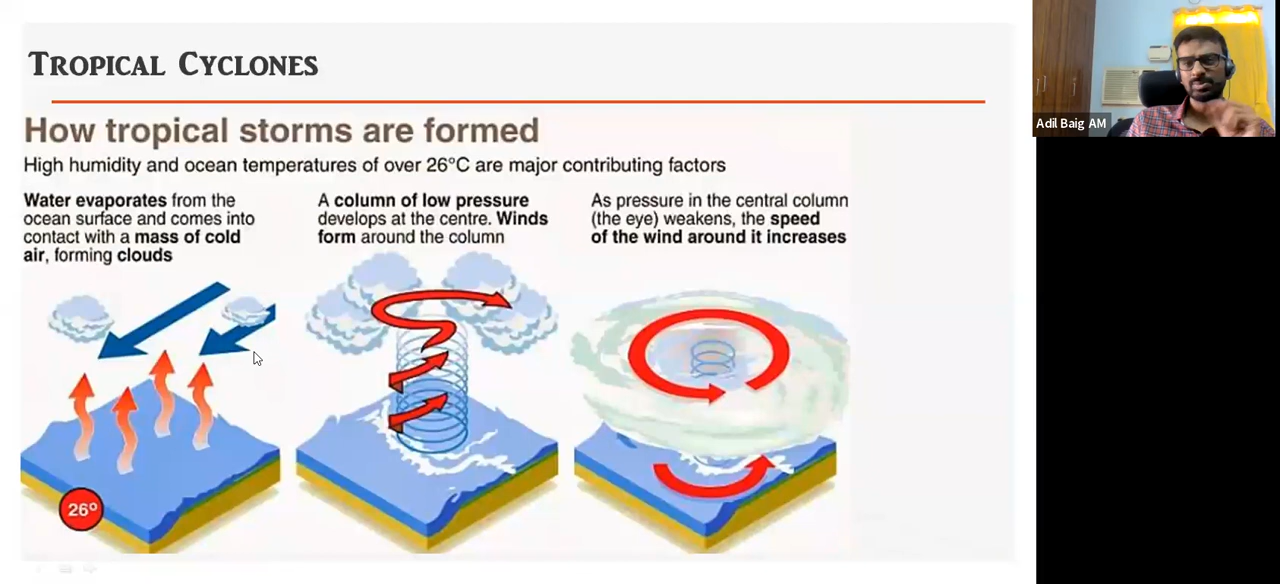 TROPICAL CYCLONES
How tropical storms are formed
High humidity and ocean temperatures of over 26°C are major contributing factors
Water evaporates from the
ocean surface and comes into
contact with a mass of cold
air, forming clouds
A column of low pressure
develops at the centre. Winds
form around the column
As pressure in the central column
(the eye) weakens, the speed
of the wind around it increases
26º
Adil Baig AM